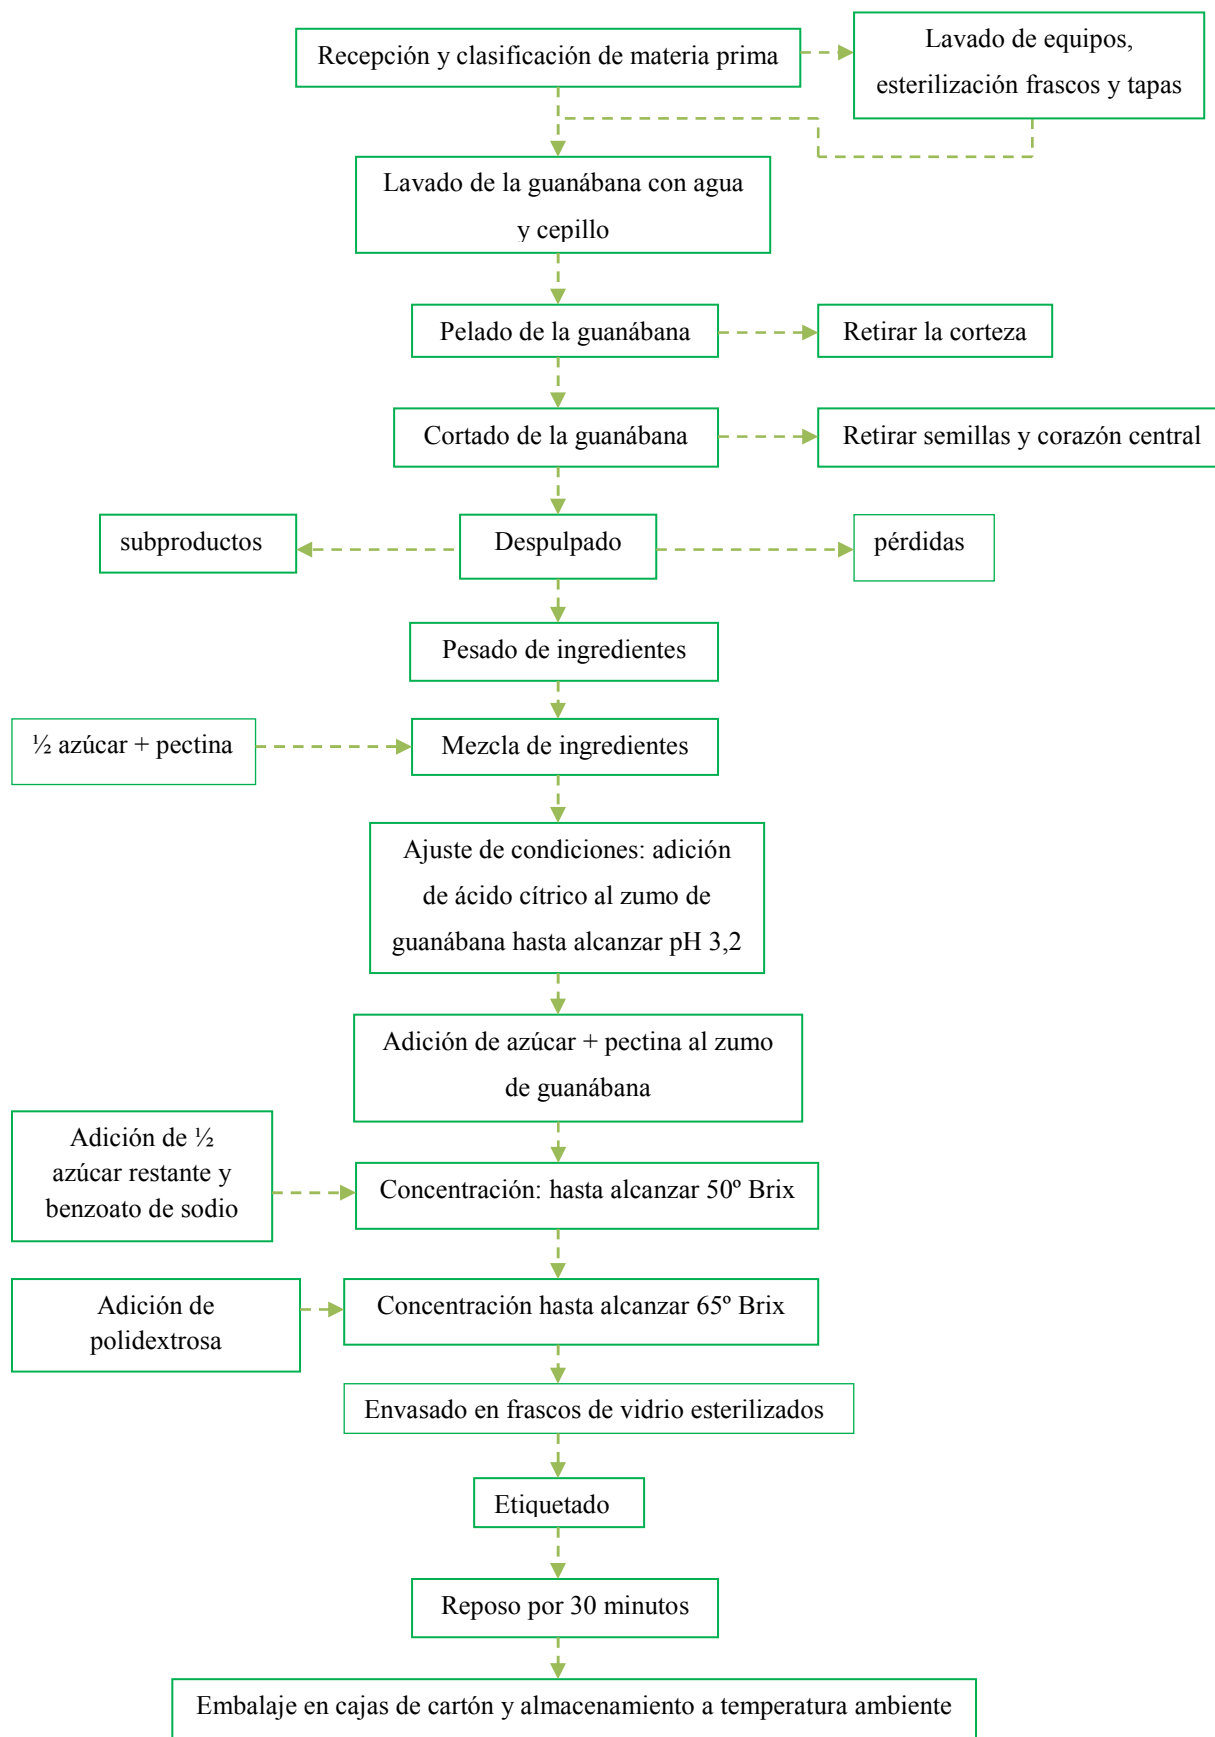 Recepción y clasificación de materia prima
Lavado de equipos,
esterilización frascos y tapas
Lavado de la guanábana con agua
y cepillo
Pelado de la guanábana
Retirar la corteza
Cortado de la guanábana
Retirar semillas y corazón central
subproductos
Despulpado
pérdidas
Pesado de ingredientes
½ azúcar + pectina
Mezcla de ingredientes
Ajuste de condiciones: adición
de ácido cítrico al zumo de
guanábana hasta alcanzar pH 3,2
Adición de azúcar + pectina al zumo
de guanábana
Adición de ½
azúcar restante y
benzoato de sodio
Concentración: hasta alcanzar 50º Brix
Adición de
polidextrosa
Concentración hasta alcanzar 65º Brix
Envasado en frascos de vidrio esterilizados
Etiquetado
Reposo por 30 minutos
Embalaje en cajas de cartón y almacenamiento a temperatura ambiente